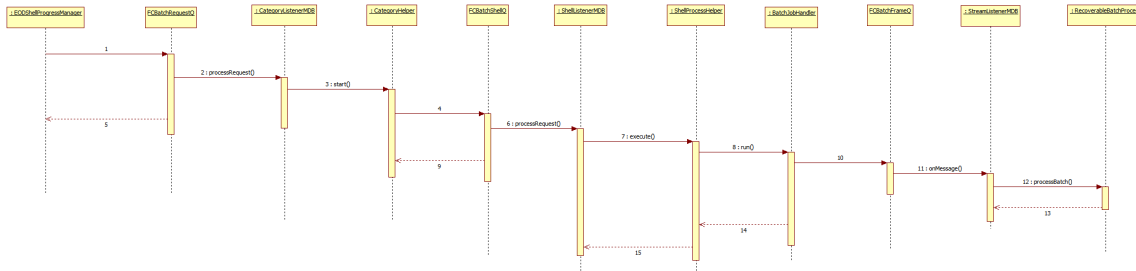 : EODShellProgressManager
FCBatchRequestQ
: CategoryListenerMDB
: CategoryHelper
FCBatchShellQ
: ShellListenerMDB
: ShellProcessHelper
: BatchJobHandler
FCBatchFrameQ
: StreamListenerMDB
: RecoverableBatchProces
1
2 : processRequest()
3 : start()
4
5
6 : processRequest()
7 : execute()
8 : run()
9
10
11 : onMessage()
12 : processBatch()
13
14
15